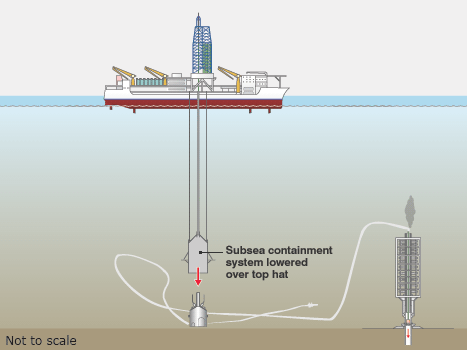 Subsea containment
system lowered
over top hat
Not to scale